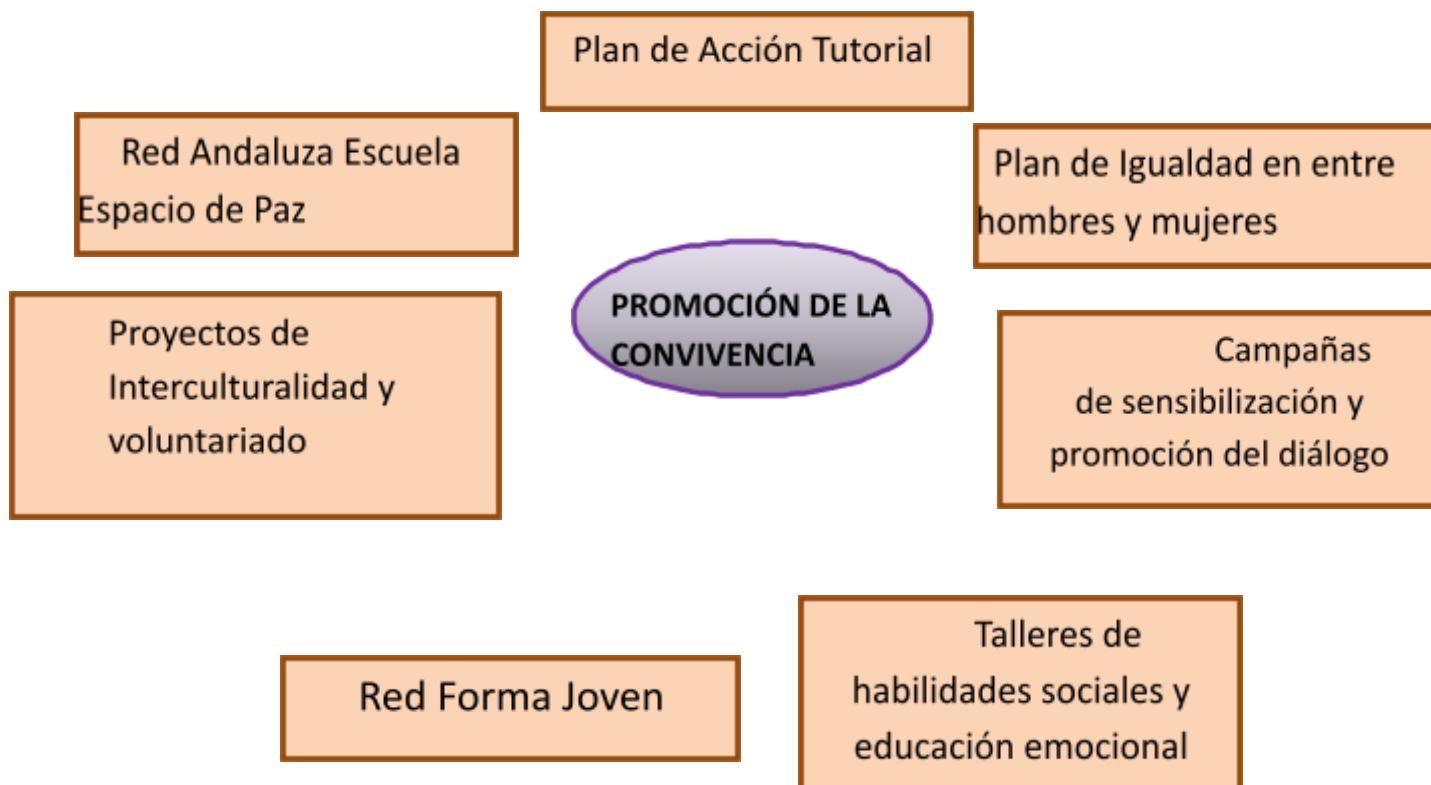 Plan de Acción Tutorial
Red Andaluza Escuela
Espacio de Paz
Plan de Igualdad en entre
hombres y mujeres
PROMOCIÓN DE LA
CONVIVENCIA
Proyectos de
Interculturalidad y
voluntariado
Campañas
de sensibilización y
promoción del diálogo
Red Forma Joven
Talleres de
habilidades sociales y
educación emocional